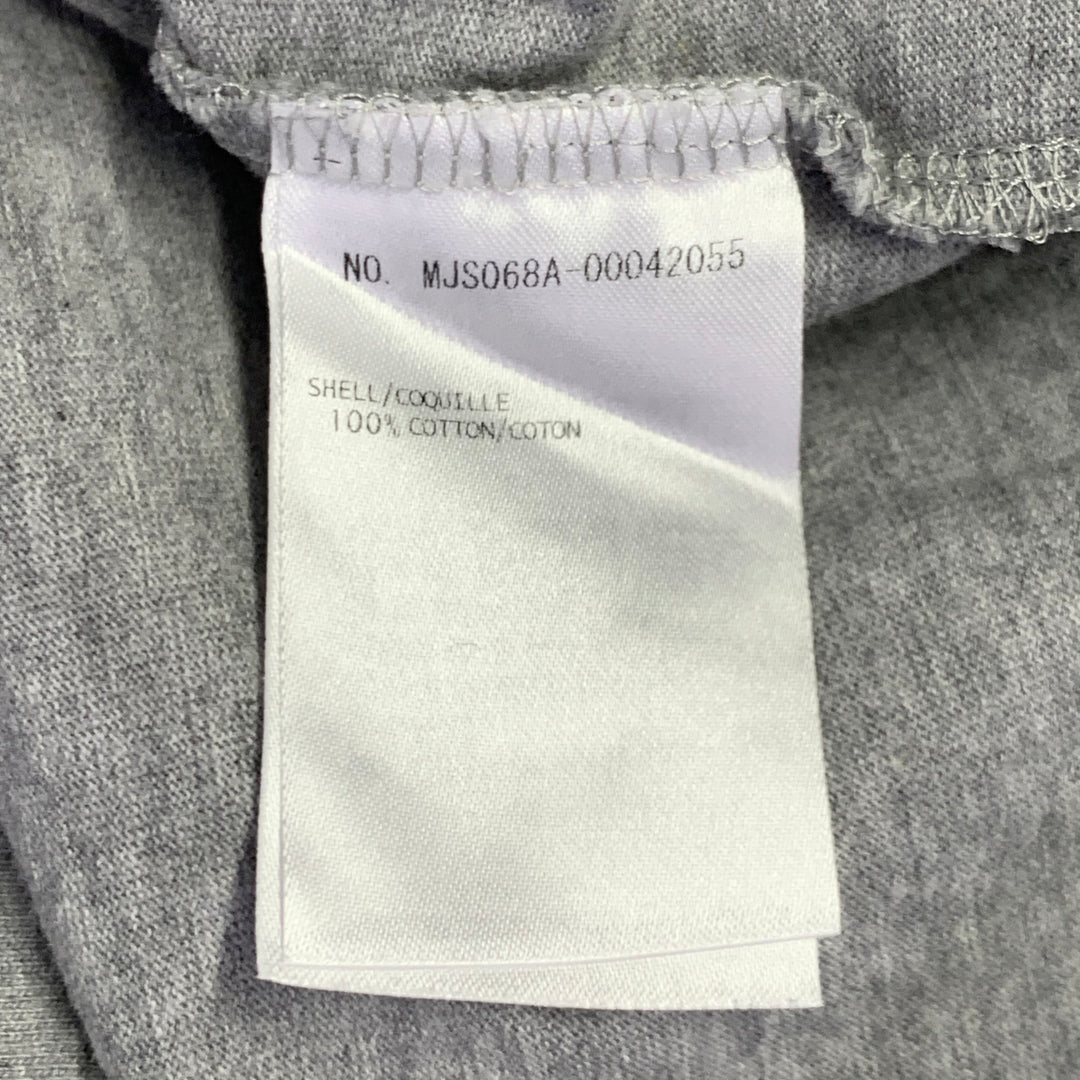 NO. MJS068A-00042055
SHELL/COQUILLE
100% COTTON/COTON